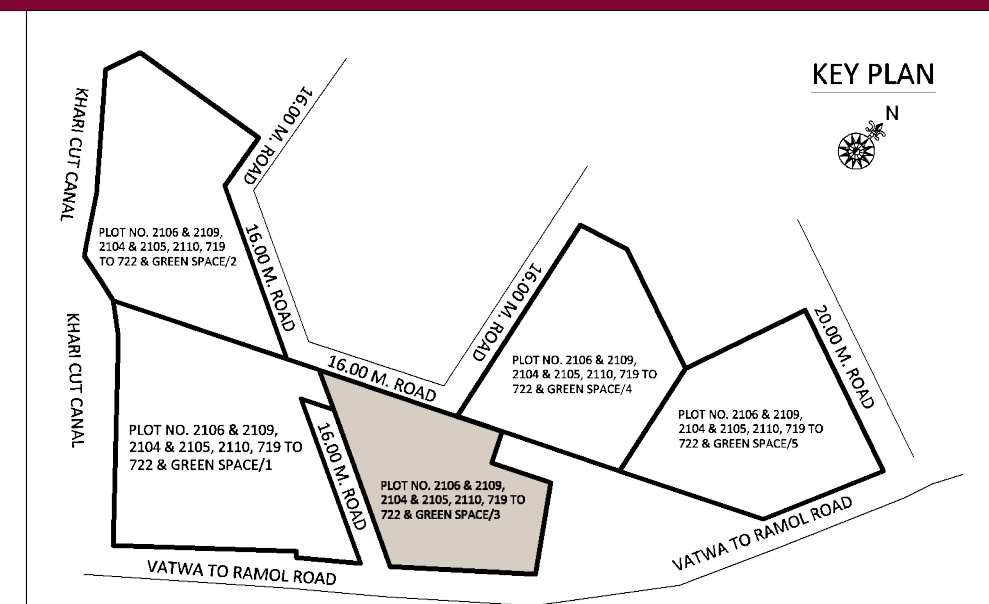 KEY PLAN
N
KHARI CUT CANAL
16.00 M. ROAD
PLOT NO. 2106 & 2109,
2104 & 2105, 2110, 719
TO 722 & GREEN SPACE/2
16.00 M. ROAD
16.00 M. ROAD
20.00 M. ROAD
KHARI CUT CANAL
16.00 M. ROAD
PLOT NO. 2106 & 2109,
2104 & 2105, 2110, 719 TO
722 & GREEN SPACE/4
PLOT NO. 2106 & 2109,
2104 & 2105, 2110, 719 TO
722 & GREEN SPACE/5
PLOT NO. 2106 & 2109,
2104 & 2105, 2110, 719 TO
722 & GREEN SPACE/1
16.00 M. ROAD
PLOT NO. 2106 & 2109,
2104 & 2105, 2110, 719 TO
722 & GREEN SPACE/3
VATWA TO RAMOL ROAD
VATWA TO RAMOL ROAD